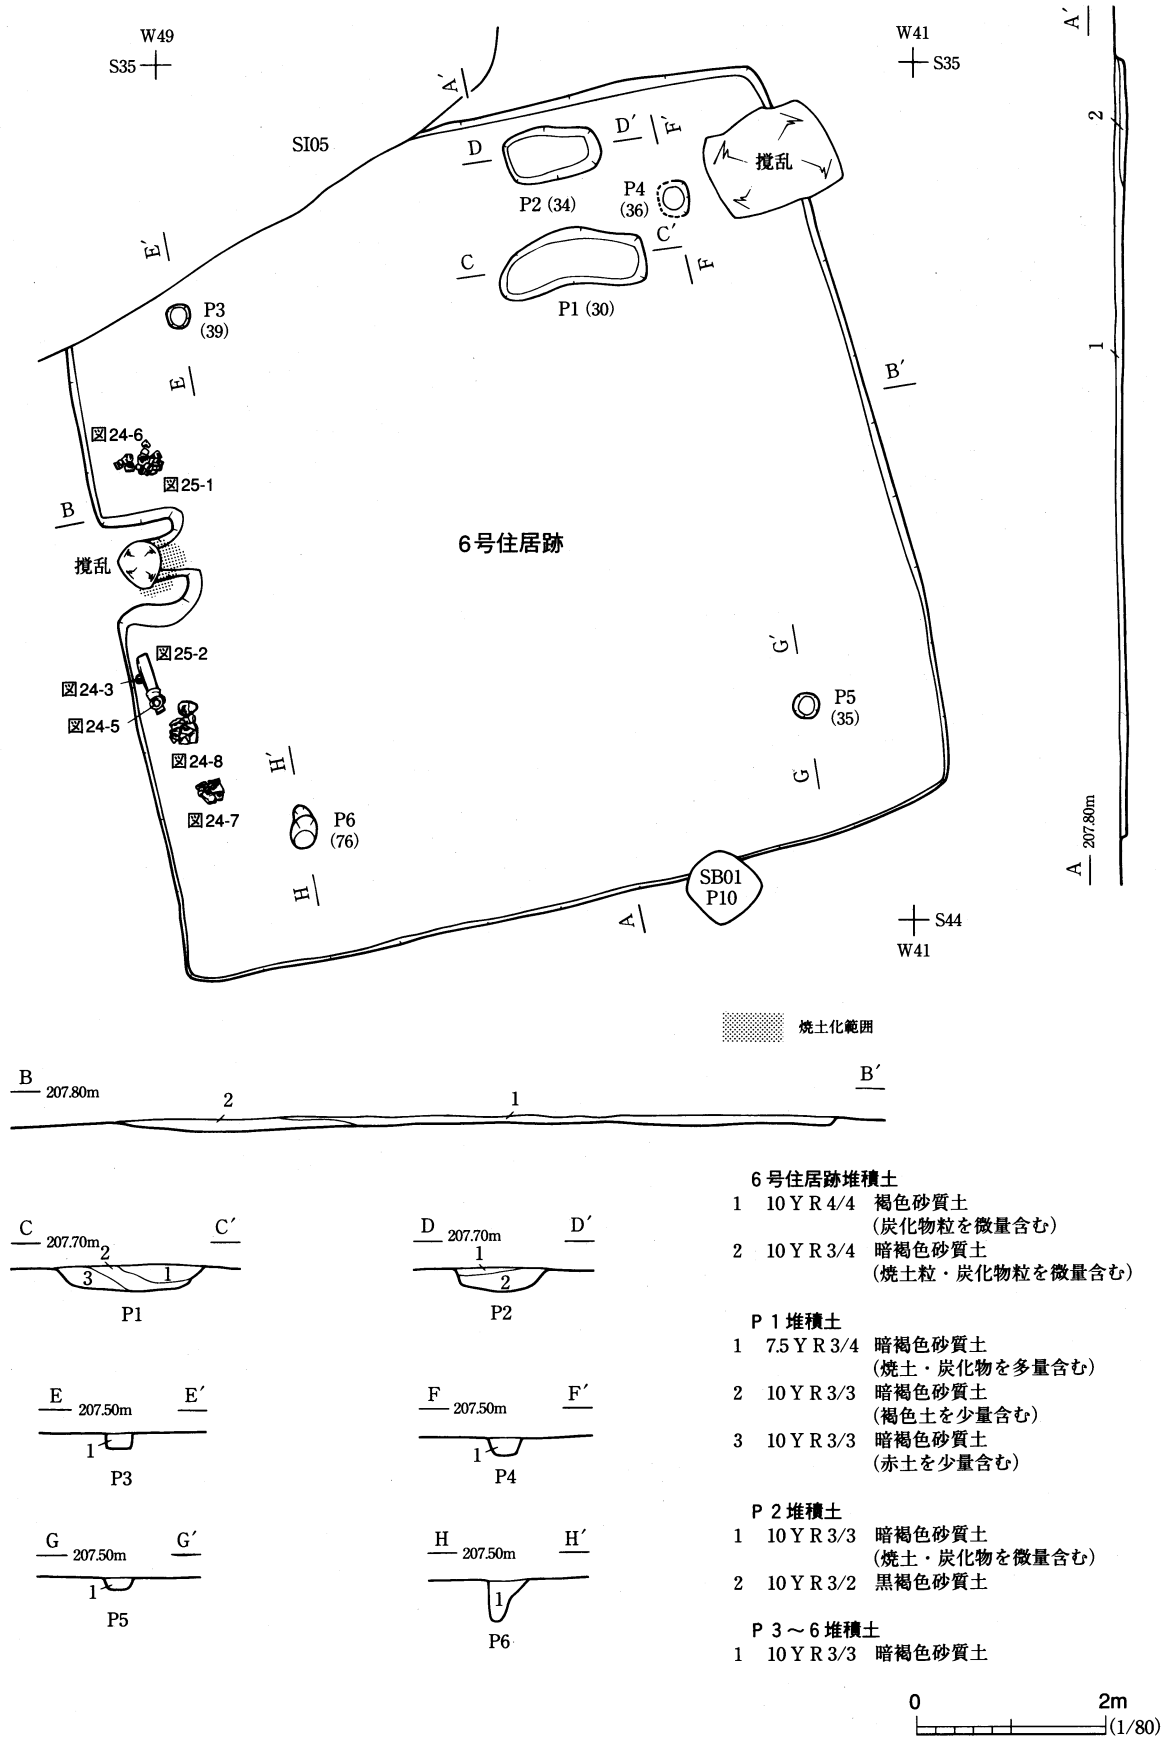 W49
S35
W41
S35
A´
A´
SI05
D
D´
F´
撹乱
P2 (34)
P4
(36)
C
C´
F
P1 (30)
E´
P3
(39)
E
2
1
B´
図24-6
図25-1
B
6号住居跡
撹乱
図25-2
図24-3
図24-5
図24-8
図24-7
H´
P6
(76)
H
G´
P5
(35)
G
SB01
P10
A
A 207.80m
S44
W41
焼土化範囲
B 207.80m
2
1
B´
C 207.70m
C´
2
3
1
P1
D 207.70m
D´
1
2
P2
E 207.50m
E´
1
P3
F 207.50m
F´
1
P4
G 207.50m
G´
1
P5
H 207.50m
H´
1
P6
6号住居跡堆積土
1 10YR4/4 褐色砂質土
(炭化物粒を微量含む)
2 10YR3/4 暗褐色砂質土
(焼土粒・炭化物粒を微量含む)
P1堆積土
1 7.5YR3/4 暗褐色砂質土
(焼土・炭化物を多量含む)
2 10YR3/3 暗褐色砂質土
(褐色土を少量含む)
3 10YR3/3 暗褐色砂質土
(赤土を少量含む)
P2堆積土
1 10YR3/3 暗褐色砂質土
(焼土・炭化物を微量含む)
2 10YR3/2 黒褐色砂質土
P3～6堆積土
1 10YR3/3 暗褐色砂質土
0 2m
(1/80)